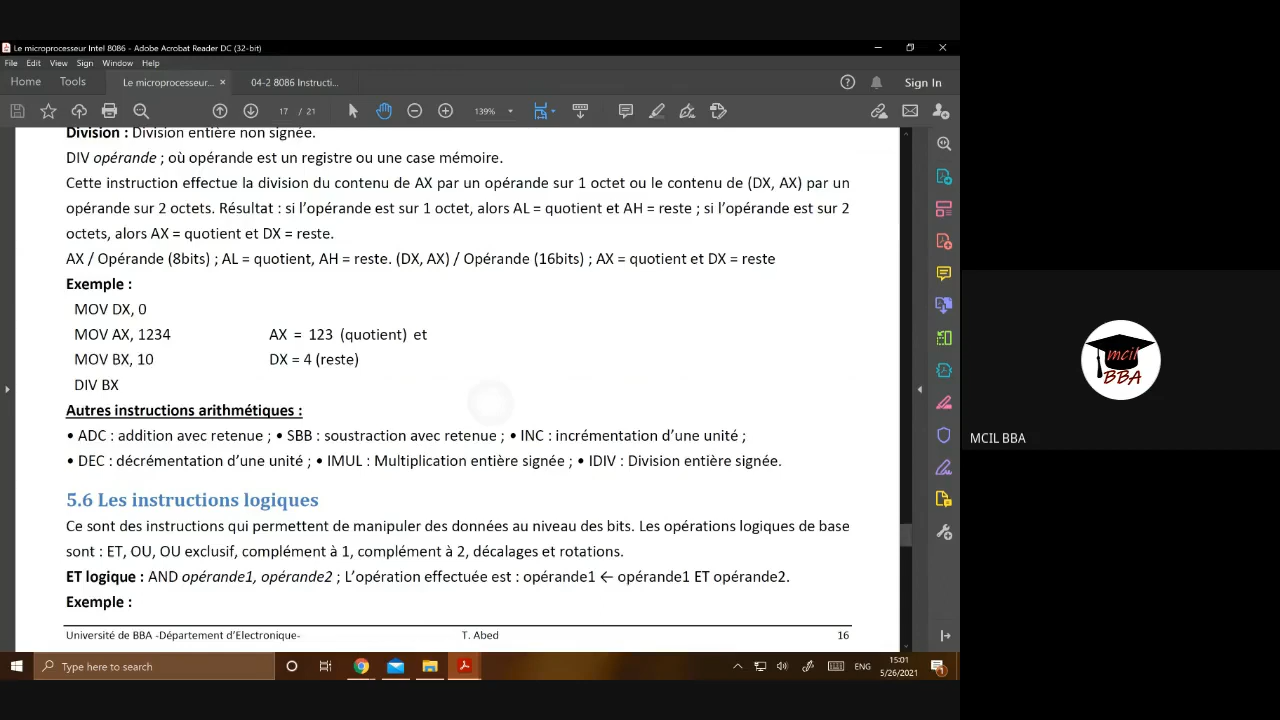 Le microprocesseur Intel 8086 - Adobe Acrobat Reader DC (32-bit)
File Edit View Sign Window Help
Home Tools Le microprocesseur... × 04-2 8086 Instructi... Sign In
17 / 21 139%
Division : Division entière non signée.
DIV opérande ; où opérande est un registre ou une case mémoire.
Cette instruction effectue la division du contenu de AX par un opérande sur 1 octet ou le contenu de (DX, AX) par un
opérande sur 2 octets. Résultat : si l'opérande est sur 1 octet, alors AL = quotient et AH = reste ; si l'opérande est sur 2
octets, alors AX = quotient et DX = reste.
AX / Opérande (8bits) ; AL = quotient, AH = reste. (DX, AX) / Opérande (16bits) ; AX = quotient et DX = reste
Exemple :
MOV DX, 0
MOV AX, 1234 AX = 123 (quotient) et
MOV BX, 10 DX = 4 (reste)
DIV BX
Autres instructions arithmétiques :
• ADC : addition avec retenue ; • SBB : soustraction avec retenue ; • INC : incrémentation d'une unité ;
• DEC : décrémentation d'une unité ; • IMUL : Multiplication entière signée ; • IDIV : Division entière signée.
5.6 Les instructions logiques
Ce sont des instructions qui permettent de manipuler des données au niveau des bits. Les opérations logiques de base
sont : ET, OU, OU exclusif, complément à 1, complément à 2, décalages et rotations.
ET logique : AND opérande1, opérande2 ; L'opération effectuée est : opérande1 ← opérande1 ET opérande2.
Exemple :
Université de BBA -Département d'Electronique- T. Abed 16
Type here to search
ENG
15:01
5/26/2021
1
mcil
BBA
MCIL BBA